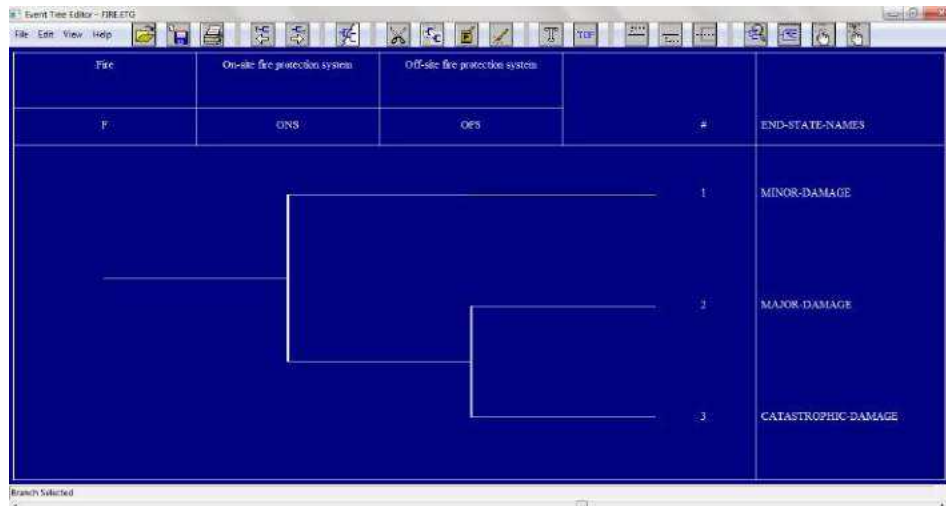 Event Tree Editor - FIRE.ETG
File Edit View Help
TOP
Fire On-site fire protection system Off-site fire protection system
F ONS OFS # END-STATE-NAMES
1 MINOR-DAMAGE
2 MAJOR-DAMAGE
3 CATASTROPHIC-DAMAGE
Branch Selected